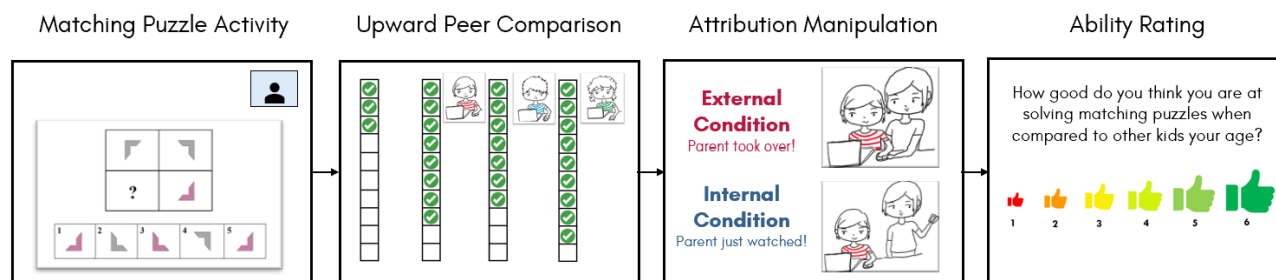 Matching Puzzle Activity
Upward Peer Comparison
Attribution Manipulation
Ability Rating
?
1 2 3 4 5
External
Condition
Parent took over!
Internal
Condition
Parent just watched!
How good do you think you are at
solving matching puzzles when
compared to other kids your age?
1 2 3 4 5 6